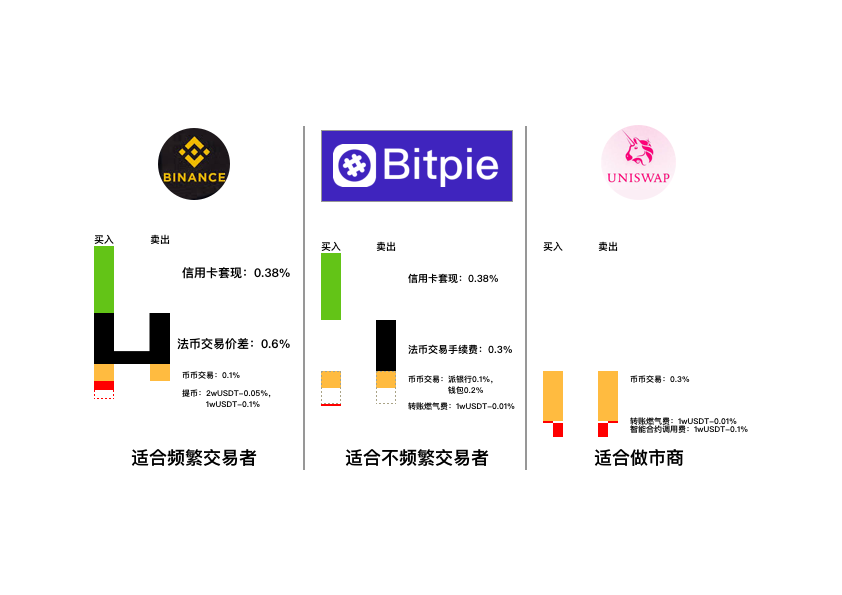 BINANCE
买入
卖出
信用卡套现：0.38%
法币交易价差：0.6%
币币交易：0.1%
提币：2wUSDT-0.05%，
1wUSDT-0.1%
适合频繁交易者
Bitpie
买入
卖出
信用卡套现：0.38%
法币交易手续费：0.3%
币币交易：派银行0.1%，
钱包0.2%
转账燃气费：1wUSDT-0.01%
适合不频繁交易者
UNISWAP
买入
卖出
币币交易：0.3%
转账燃气费：1wUSDT-0.01%
智能合约调用费：1wUSDT-0.1%
适合做市商